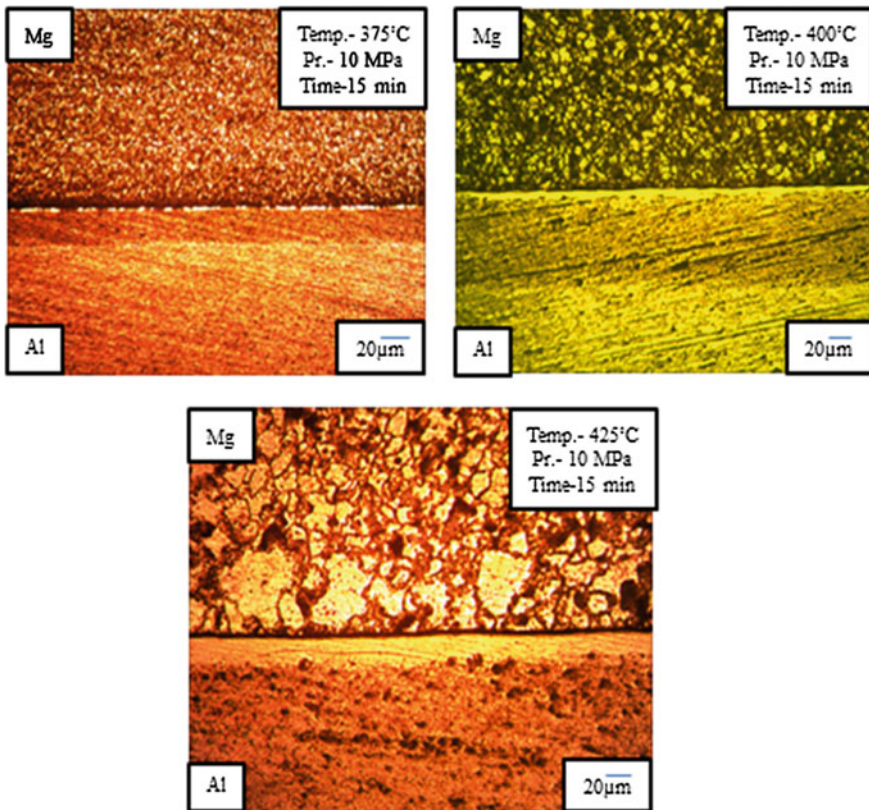 Mg
Temp.- 375°C
Pr.- 10 MPa
Time-15 min
Al
20µm
Mg
Temp.- 400°C
Pr.- 10 MPa
Time-15 min
Al
20µm
Mg
Temp.- 425°C
Pr.- 10 MPa
Time-15 min
Al
20µm